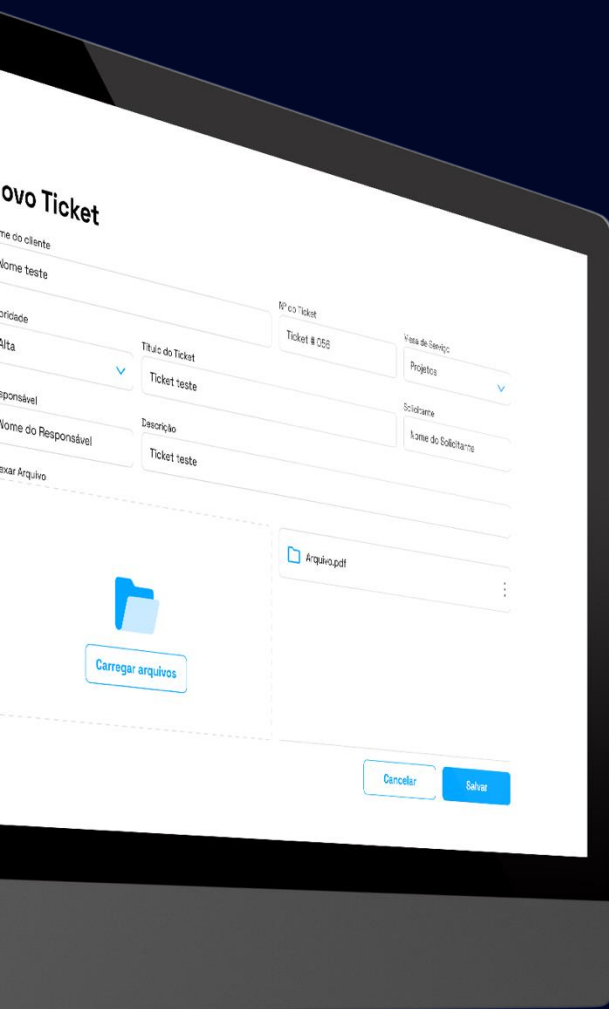 ovo Ticket
me do cliente
Nome teste
Nº do Ticket
Ticket # 056
Mesa de Serviço
Projetos
oridade
Alta
Título do Ticket
Ticket teste
Solicitante
Nome do Solicitante
sponsável
Nome do Responsável
Descrição
Ticket teste
exar Arquivo
Carregar arquivos
Arquivo.pdf
Cancelar
Salvar